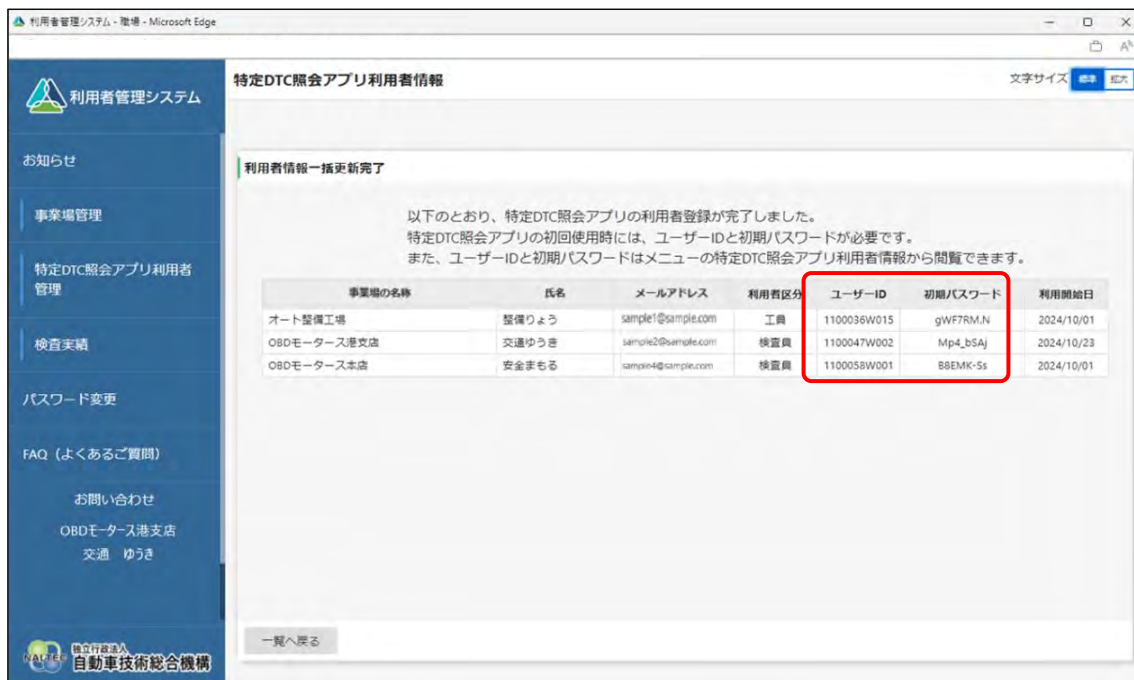 利用者管理システム - 職場 - Microsoft Edge
利用者管理システム
特定DTC照会アプリ利用者情報
文字サイズ 標準 拡大
お知らせ
事業場管理
特定DTC照会アプリ利用者
管理
検査実績
パスワード変更
FAQ（よくあるご質問）
お問い合わせ
OBDモータース港支店
交通　ゆうき
NALTEC 独立行政法人
自動車技術総合機構
利用者情報一括更新完了
以下のとおり、特定DTC照会アプリの利用者登録が完了しました。
特定DTC照会アプリの初回使用時には、ユーザーIDと初期パスワードが必要です。
また、ユーザーIDと初期パスワードはメニューの特定DTC照会アプリ利用者情報から閲覧できます。
事業場の名称 氏名 メールアドレス 利用者区分 ユーザーID 初期パスワード 利用開始日
オート整備工場 整備りょう sample1@sample.com 工員 1100036W015 gWF7RM.N 2024/10/01
OBDモータース港支店 交通ゆうき sample2@sample.com 検査員 1100047W002 Mp4_bSAj 2024/10/23
OBDモータース本店 安全まもる sample4@sample.com 検査員 1100058W001 B8EMK-Ss 2024/10/01
一覧へ戻る